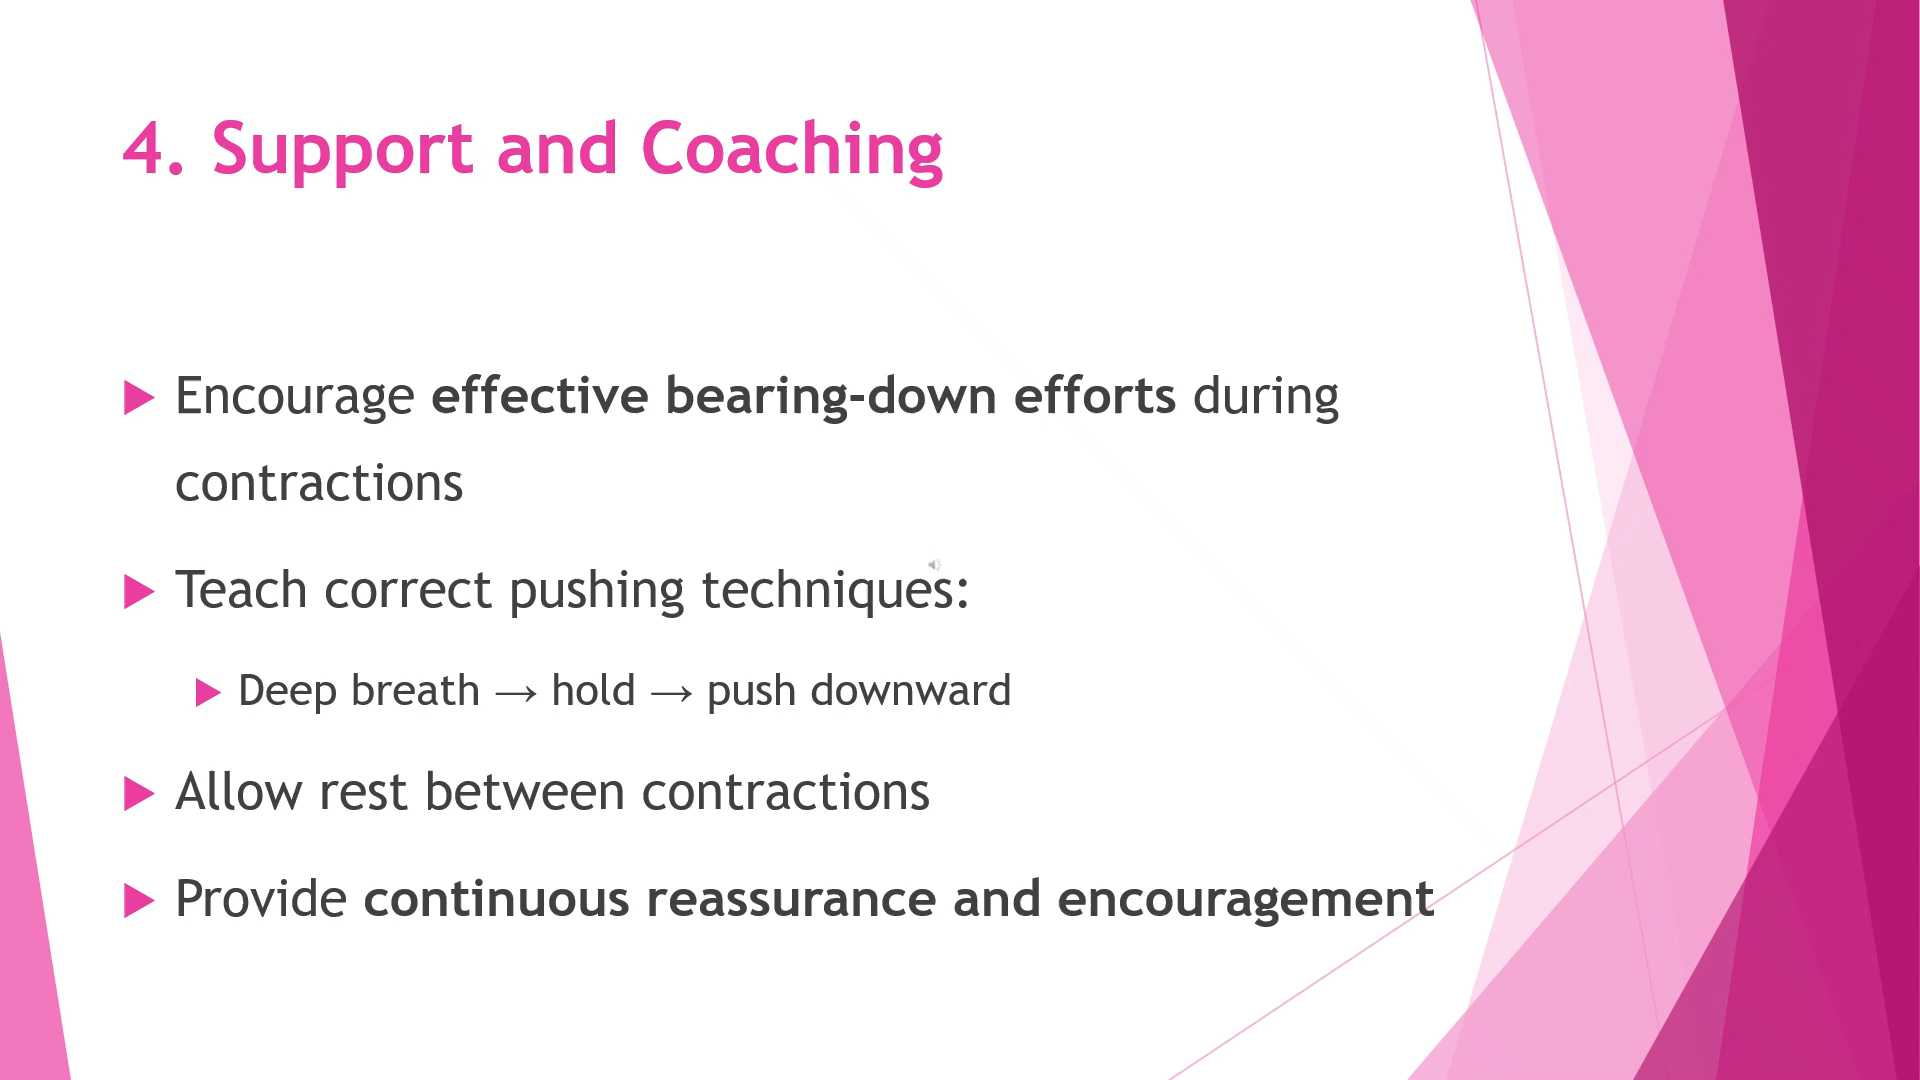 4. Support and Coaching
Encourage effective bearing-down efforts during
contractions
Teach correct pushing techniques:
Deep breath → hold → push downward
Allow rest between contractions
Provide continuous reassurance and encouragement